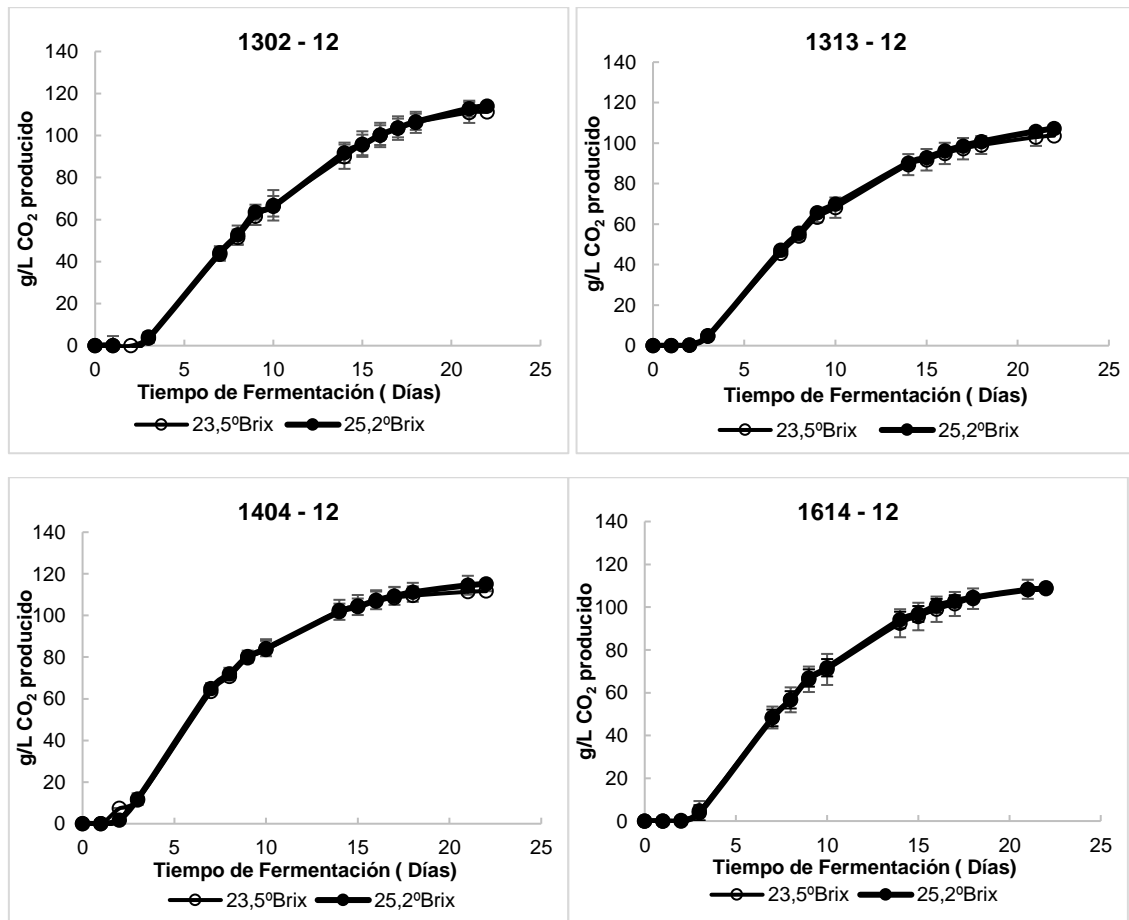 1302 - 12
g/L CO₂ producido
140
120
100
80
60
40
20
0
0 5 10 15 20 25
Tiempo de Fermentación ( Días)
23,5ºBrix 25,2ºBrix
1313 - 12
g/L CO₂ producido
140
120
100
80
60
40
20
0
0 5 10 15 20 25
Tiempo de Fermentación ( Días)
23,5ºBrix 25,2ºBrix
1404 - 12
g/L CO₂ producido
140
120
100
80
60
40
20
0
0 5 10 15 20 25
Tiempo de Fermentación ( Días)
23,5ºBrix 25,2ºBrix
1614 - 12
g/L CO₂ producido
140
120
100
80
60
40
20
0
0 5 10 15 20 25
Tiempo de Fermentación ( Días)
23,5ºBrix 25,2ºBrix